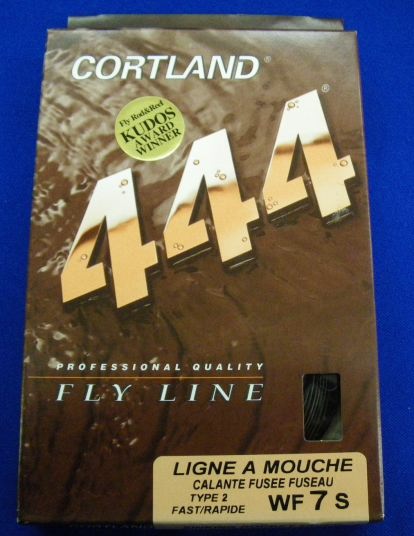 CORTLAND®
Fly Rod&Reel
KUDOS
AWARD
WINNER
444®
PROFESSIONAL QUALITY
FLY LINE
LIGNE A MOUCHE
CALANTE FUSEE FUSEAU
TYPE 2
FAST/RAPIDE WF 7 S
CORTLAND